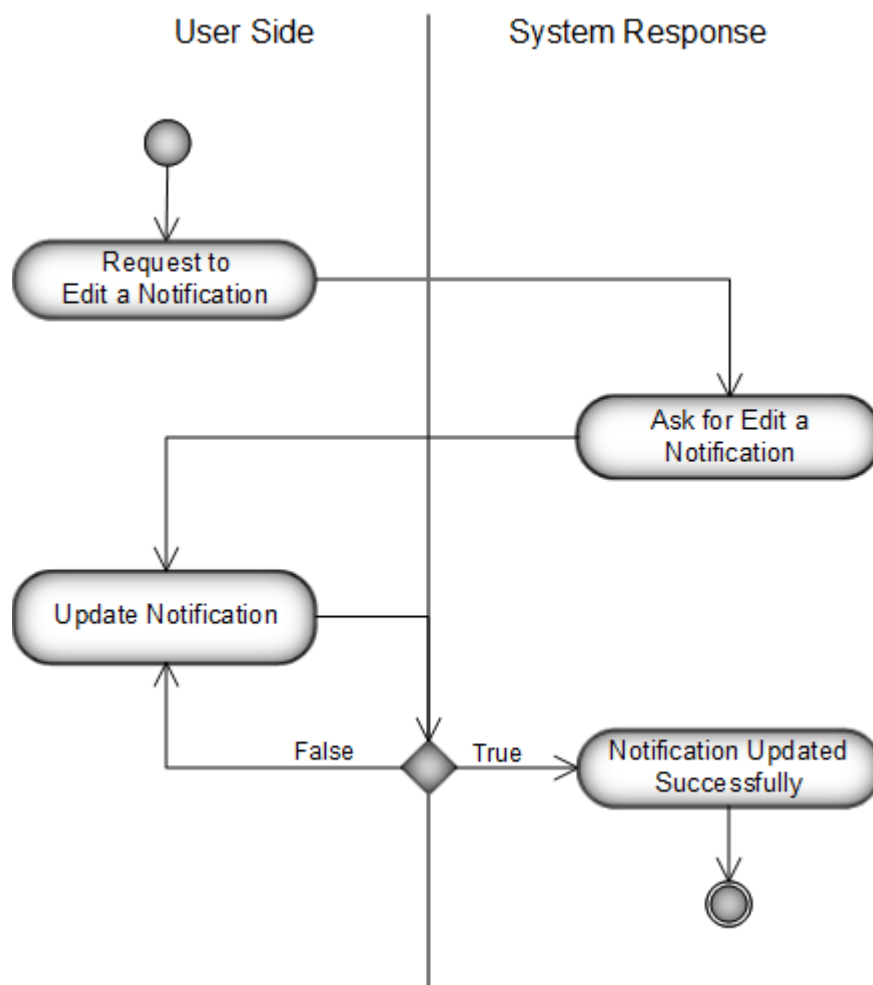 User Side
System Response
Request to
Edit a Notification
Ask for Edit a
Notification
Update Notification
False
True
Notification Updated
Successfully